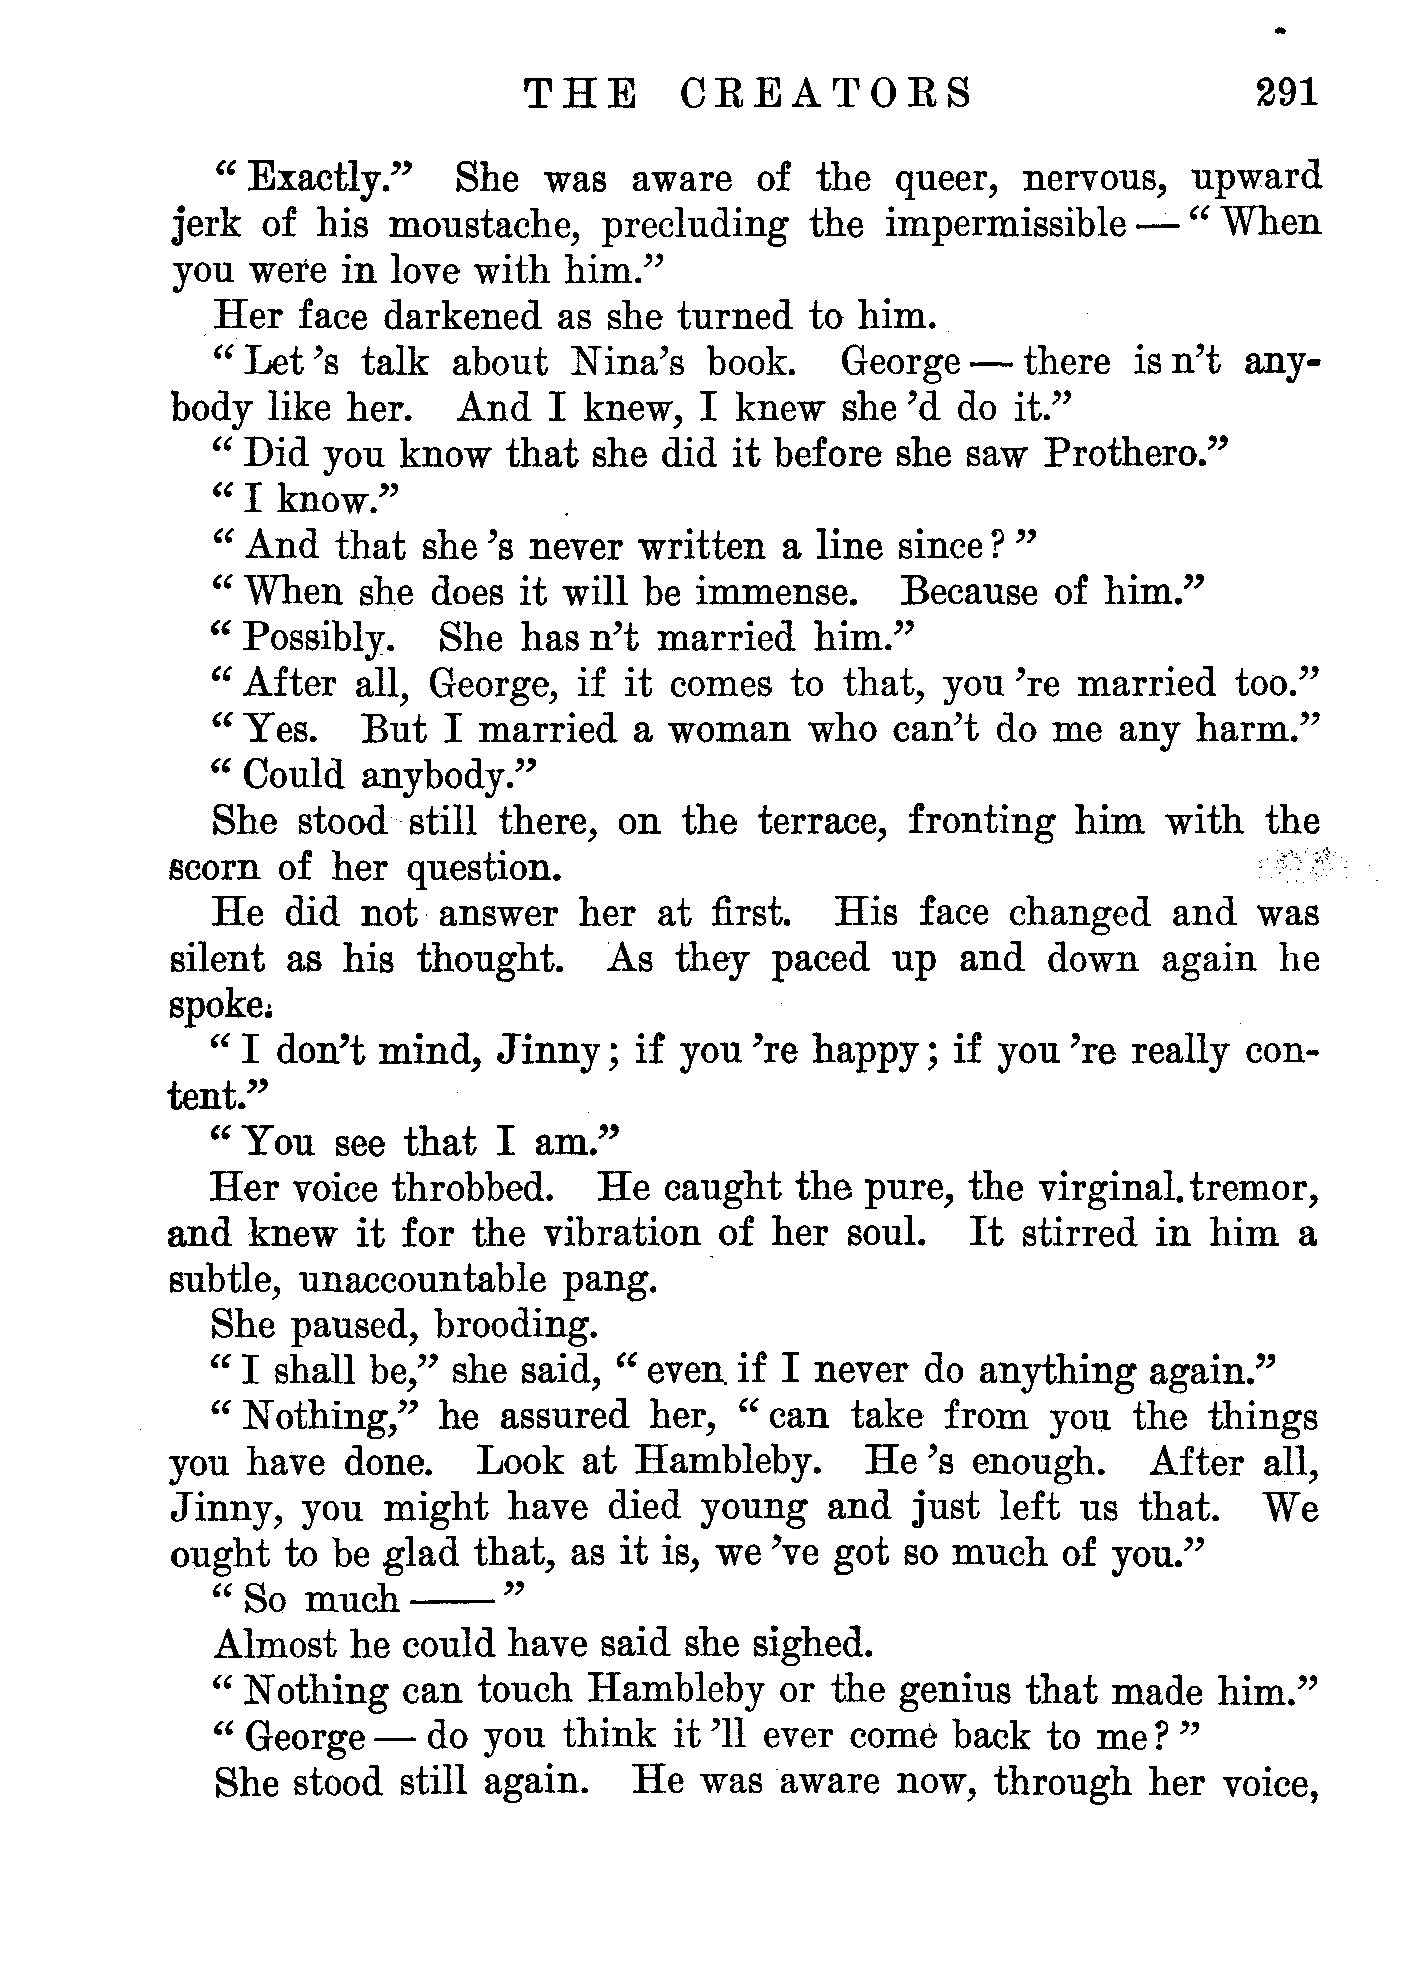 THE CREATORS 291
“ Exactly.” She was aware of the queer, nervous, upward
jerk of his moustache, precluding the impermissible — “ When
you were in love with him.”
Her face darkened as she turned to him.
“ Let ’s talk about Nina’s book. George — there is n’t any-
body like her. And I knew, I knew she ’d do it.”
“ Did you know that she did it before she saw Prothero.”
“ I know.”
“ And that she ’s never written a line since? ”
“ When she does it will be immense. Because of him.”
“ Possibly. She has n’t married him.”
“ After all, George, if it comes to that, you ’re married too.”
“ Yes. But I married a woman who can’t do me any harm.”
“ Could anybody.”
She stood still there, on the terrace, fronting him with the
scorn of her question.
He did not answer her at first. His face changed and was
silent as his thought. As they paced up and down again he
spoke.
“ I don’t mind, Jinny; if you ’re happy; if you ’re really con-
tent.”
“ You see that I am.”
Her voice throbbed. He caught the pure, the virginal tremor,
and knew it for the vibration of her soul. It stirred in him a
subtle, unaccountable pang.
She paused, brooding.
“ I shall be,” she said, “ even if I never do anything again.”
“ Nothing,” he assured her, “ can take from you the things
you have done. Look at Hambleby. He ’s enough. After all,
Jinny, you might have died young and just left us that. We
ought to be glad that, as it is, we ’ve got so much of you.”
“ So much —— ”
Almost he could have said she sighed.
“ Nothing can touch Hambleby or the genius that made him.”
“ George — do you think it ’ll ever come back to me? ”
She stood still again. He was aware now, through her voice,